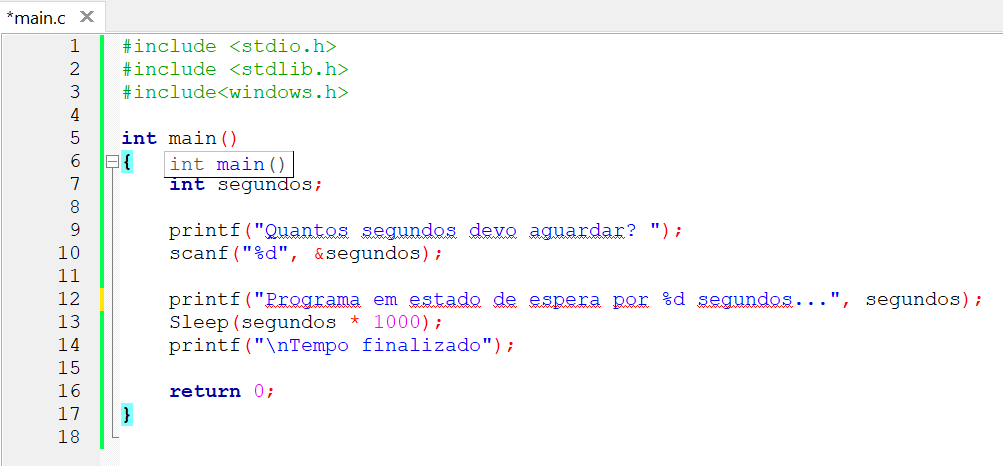 *main.c
1 #include <stdio.h>
2 #include <stdlib.h>
3 #include<windows.h>
4
5 int main()
6 {
int main()
7     int segundos;
8
9     printf("Quantos segundos devo aguardar? ");
10     scanf("%d", &segundos);
11
12     printf("Programa em estado de espera por %d segundos...", segundos);
13     Sleep(segundos * 1000);
14     printf("\nTempo finalizado");
15
16     return 0;
17 }
18